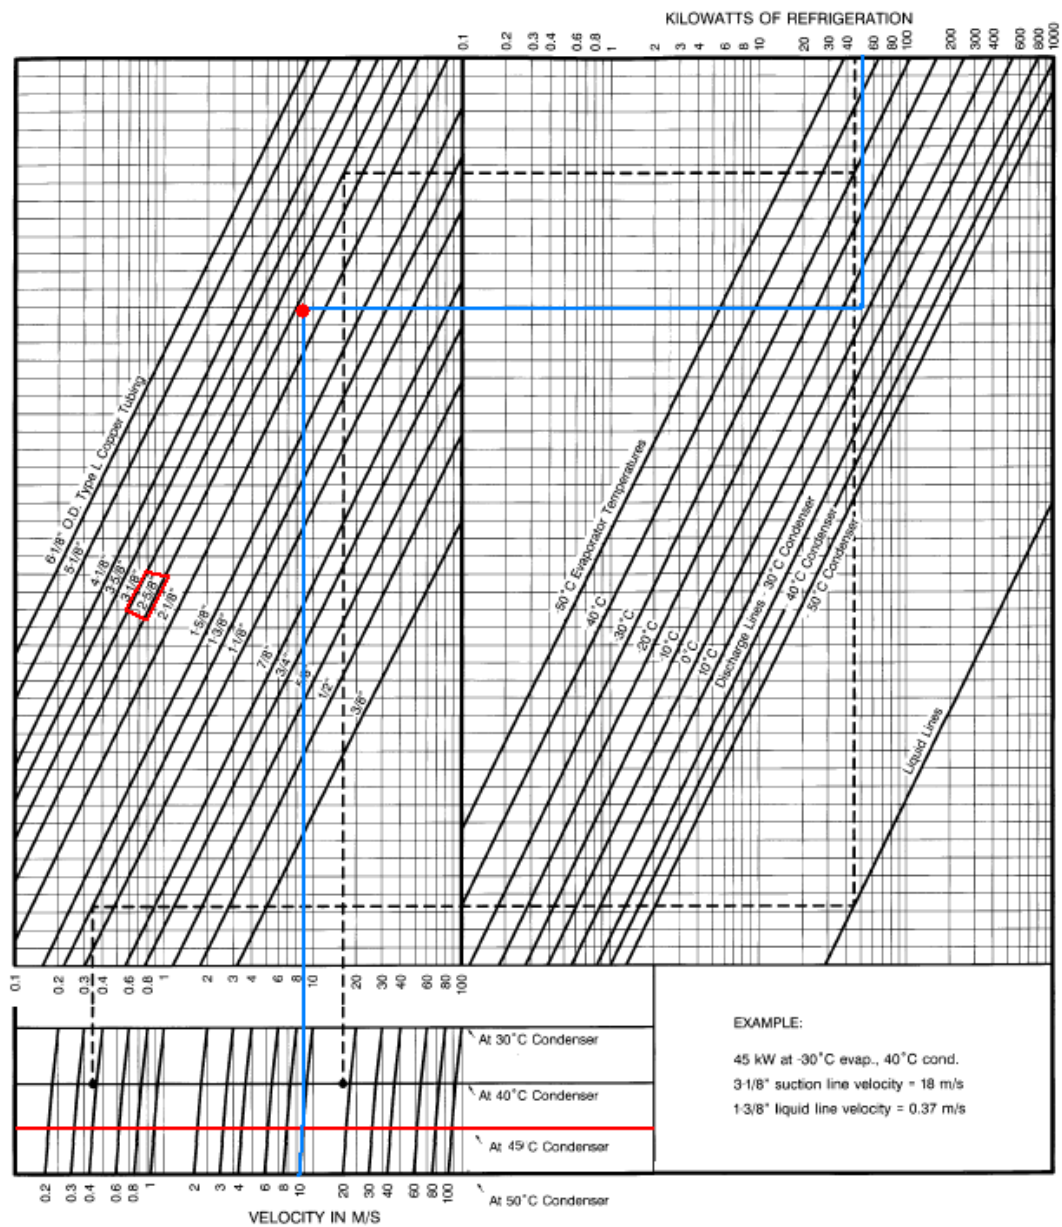 KILOWATTS OF REFRIGERATION
0.1 0.2 0.3 0.4 0.6 0.8 1 2 3 4 6 8 10 20 30 40 60 80 100 200 300 400 600 800 1000
6-1/8" O.D. Type L Copper Tubing
5-1/8"
4-1/8"
3-5/8"
3-1/8"
2-5/8"
2-1/8"
1-5/8"
1-3/8"
1-1/8"
7/8"
3/4"
1/2"
3/8"
-50°C Evaporator Temperatures
-40°C
-30°C
-20°C
-10°C
0°C
10°C
Discharge Lines - 30°C Condenser
40°C Condenser
50°C Condenser
Liquid Lines
0.1 0.2 0.3 0.4 0.6 0.8 1 2 3 4 6 8 10 20 30 40 60 80 100
At 30°C Condenser
At 40°C Condenser
At 45°C Condenser
At 50°C Condenser
0.2 0.3 0.4 0.6 0.8 1 2 3 4 6 8 10 20 30 40 60 80 100
VELOCITY IN M/S
EXAMPLE:
45 kW at -30°C evap., 40°C cond.
3-1/8" suction line velocity = 18 m/s
1-3/8" liquid line velocity = 0.37 m/s